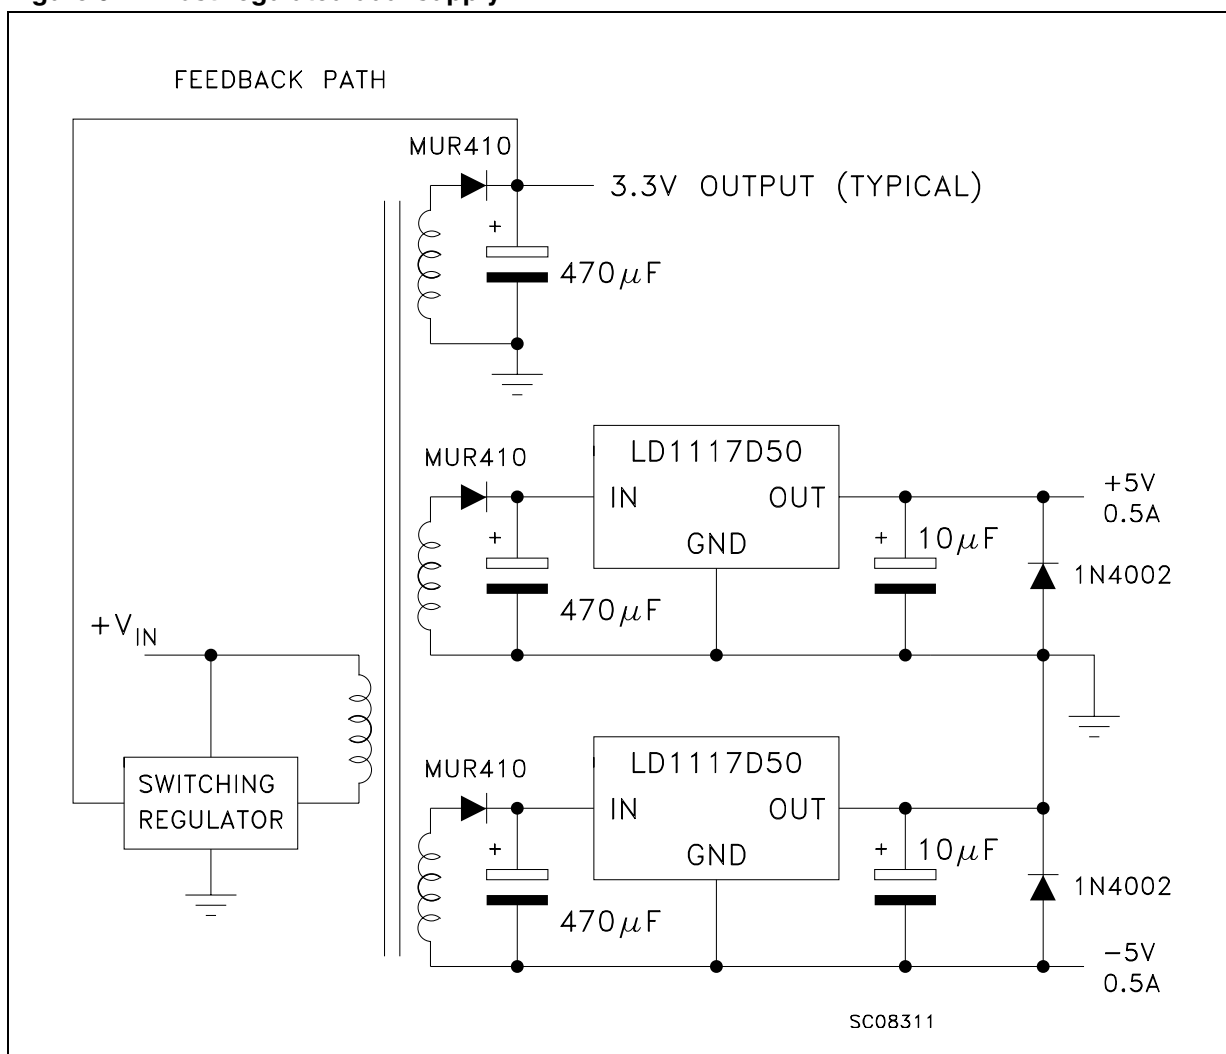 FEEDBACK PATH
MUR410
3.3V OUTPUT (TYPICAL)
+
470μF
MUR410
LD1117D50
IN
OUT
GND
+
470μF
+
10μF
+5V
0.5A
1N4002
+VIN
SWITCHING
REGULATOR
MUR410
LD1117D50
IN
OUT
GND
+
470μF
+
10μF
1N4002
-5V
0.5A
SC08311